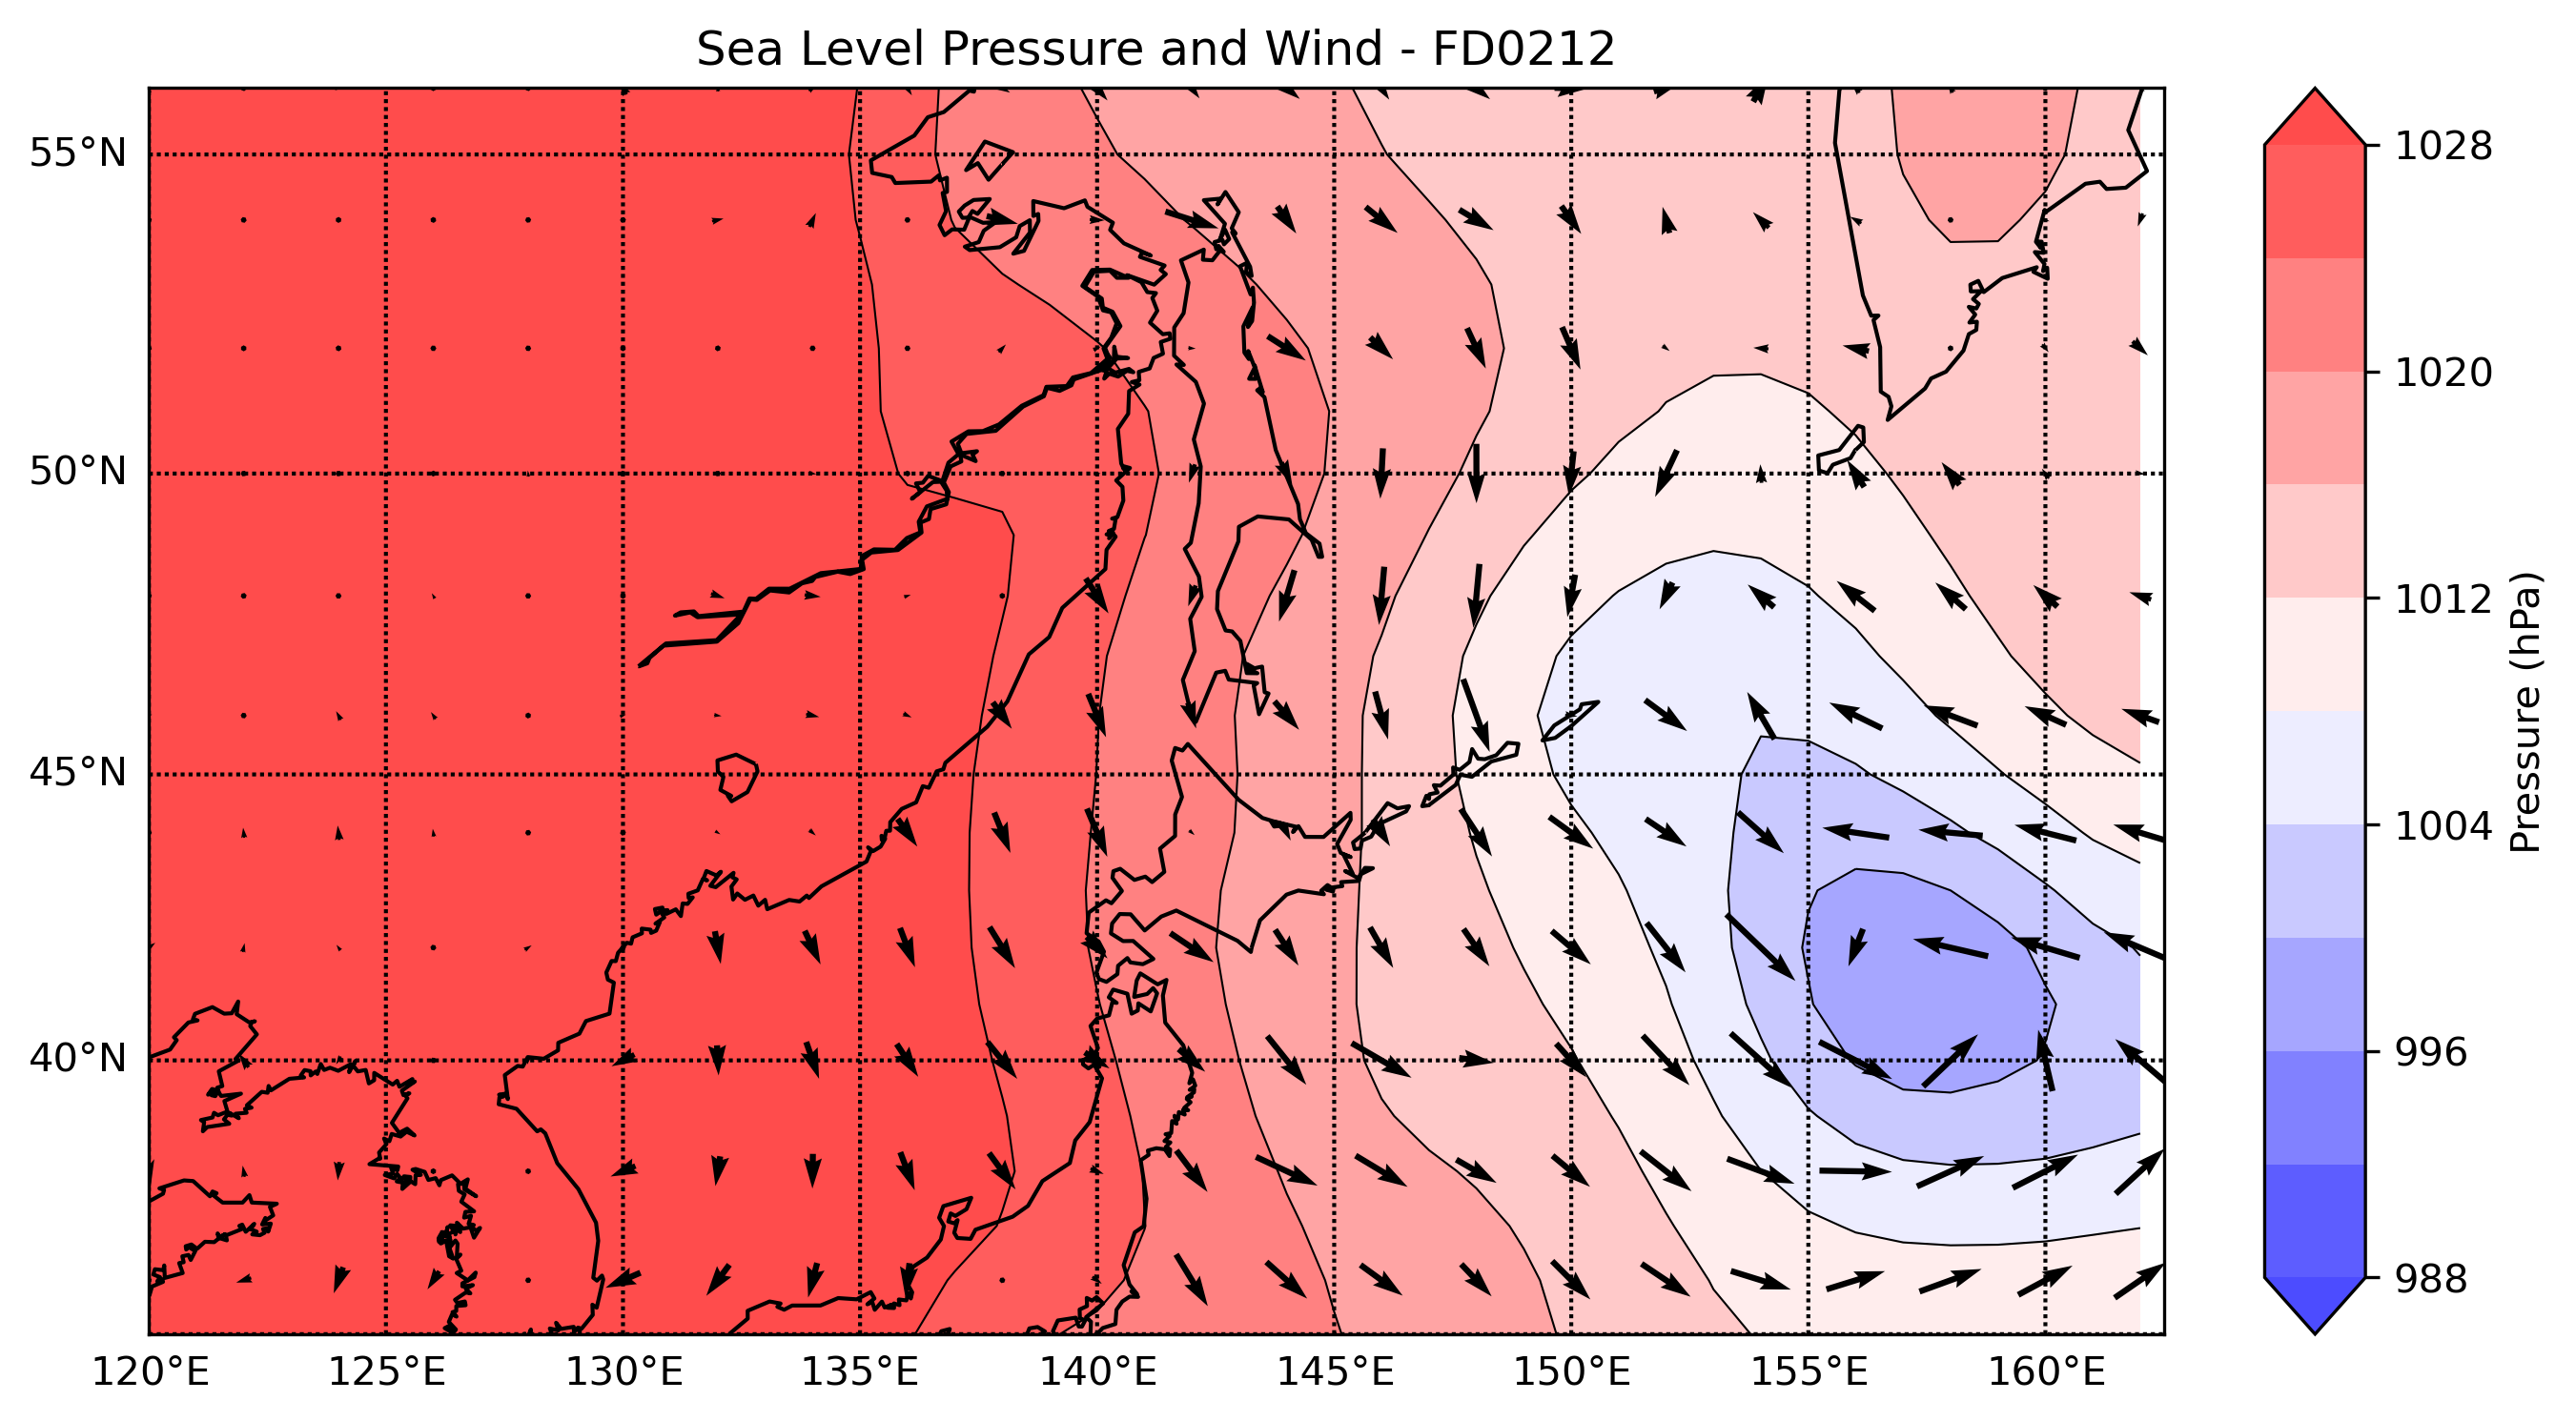 Sea Level Pressure and Wind - FD0212
55°N
50°N
45°N
40°N
120°E 125°E 130°E 135°E 140°E 145°E 150°E 155°E 160°E
1028
1020
1012
1004
996
988
Pressure (hPa)